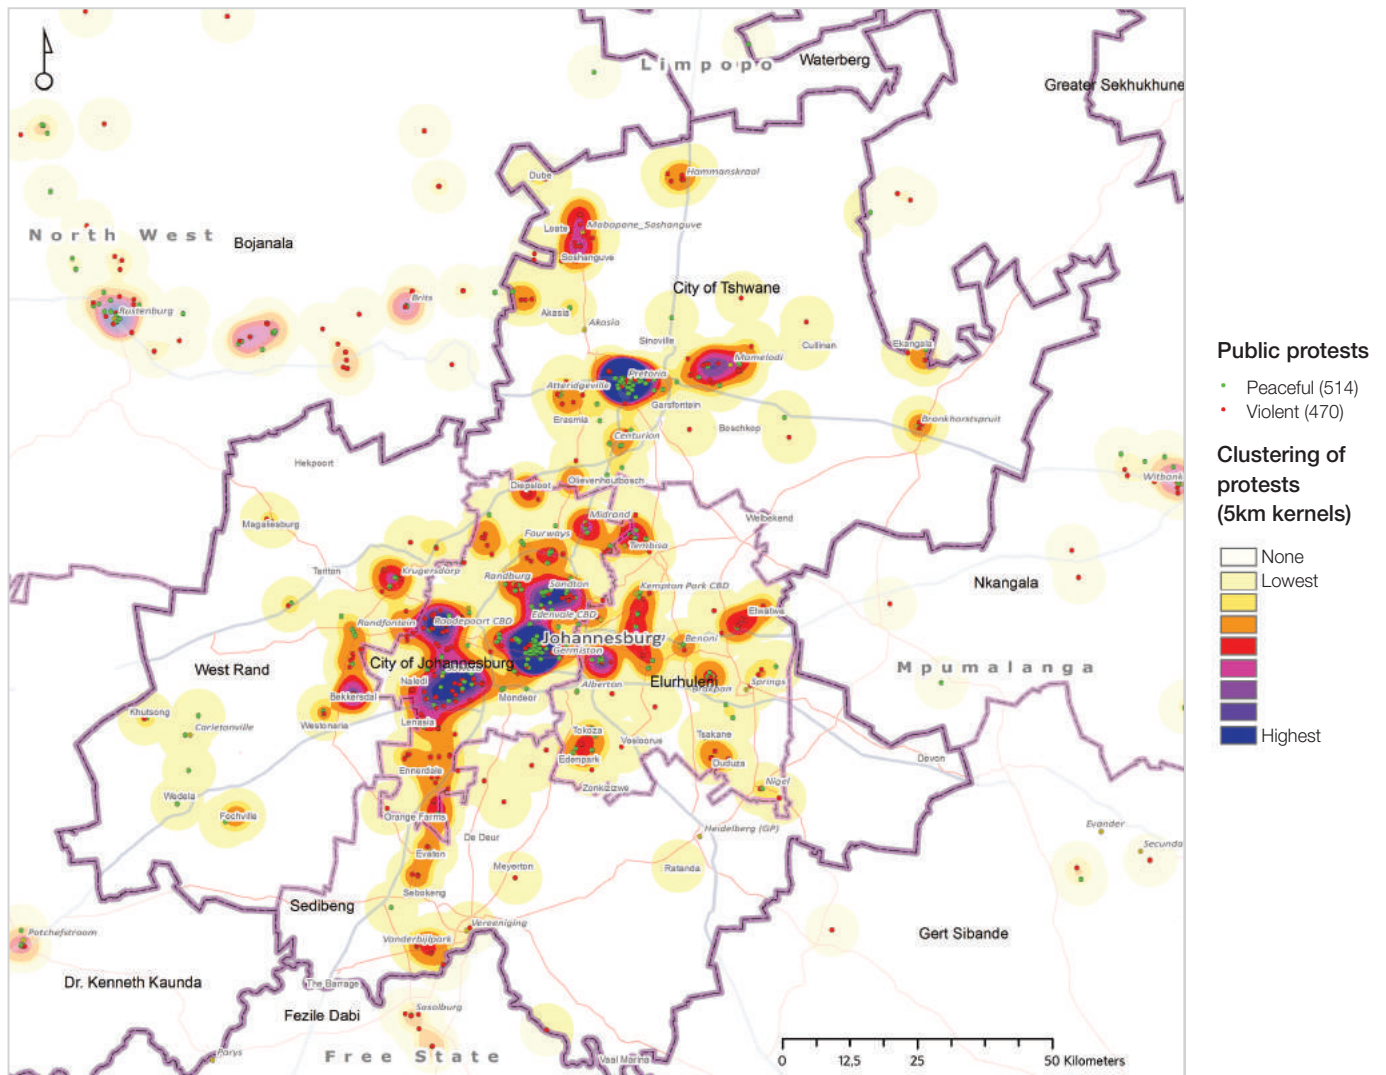 Limpopo
Waterberg
Greater Sekhukhune
Dube
Hammanskraal
North West
Bojanala
Mabopane_Soshanguve
Soshanguve
City of Tshwane
Brits
Rustenburg
Akasia
Akasia
Sinoville
Cullinan
Ekangala
Pretoria
Mamelodi
Atteridgeville
Garsfontein
Erasmia
Boschkop
Bronkhorstspruit
Centurion
Hekpoort
Witbank
Olievenhoutbosch
Diepsloot
Magaliesburg
Midrand
Welbekend
Fourways
Tembisa
Tarlton
Krugersdorp
Randburg
Sandton
Kempton Park CBD
Nkangala
Etwatwa
Randfontein
Roodepoort CBD
Edenvale CBD
Johannesburg
Benoni
Germiston
West Rand
City of Johannesburg
Mpumalanga
Naledi
Alberton
Elurhuleni
Brakpan
Springs
Bekkersdal
Mondeor
Khutsong
Carletonville
Westonaria
Lenasia
Tokoza
Vosloorus
Tsakane
Edenpark
Duduza
Devon
Ennerdale
Zonkizizwe
Nigel
Wedela
Fochville
Orange Farms
De Deur
Heidelberg (GP)
Evander
Secunda
Evaton
Meyerton
Ratanda
Sebokeng
Sedibeng
Vereeniging
Potchefstroom
Vanderbijlpark
Gert Sibande
Dr. Kenneth Kaunda
The Barrage
Fezile Dabi
Sasolburg
Parys
Free State
Vaal Marina
0 12,5 25 50 Kilometers
Public protests
Peaceful (514)
Violent (470)
Clustering of
protests
(5km kernels)
None
Lowest
Highest